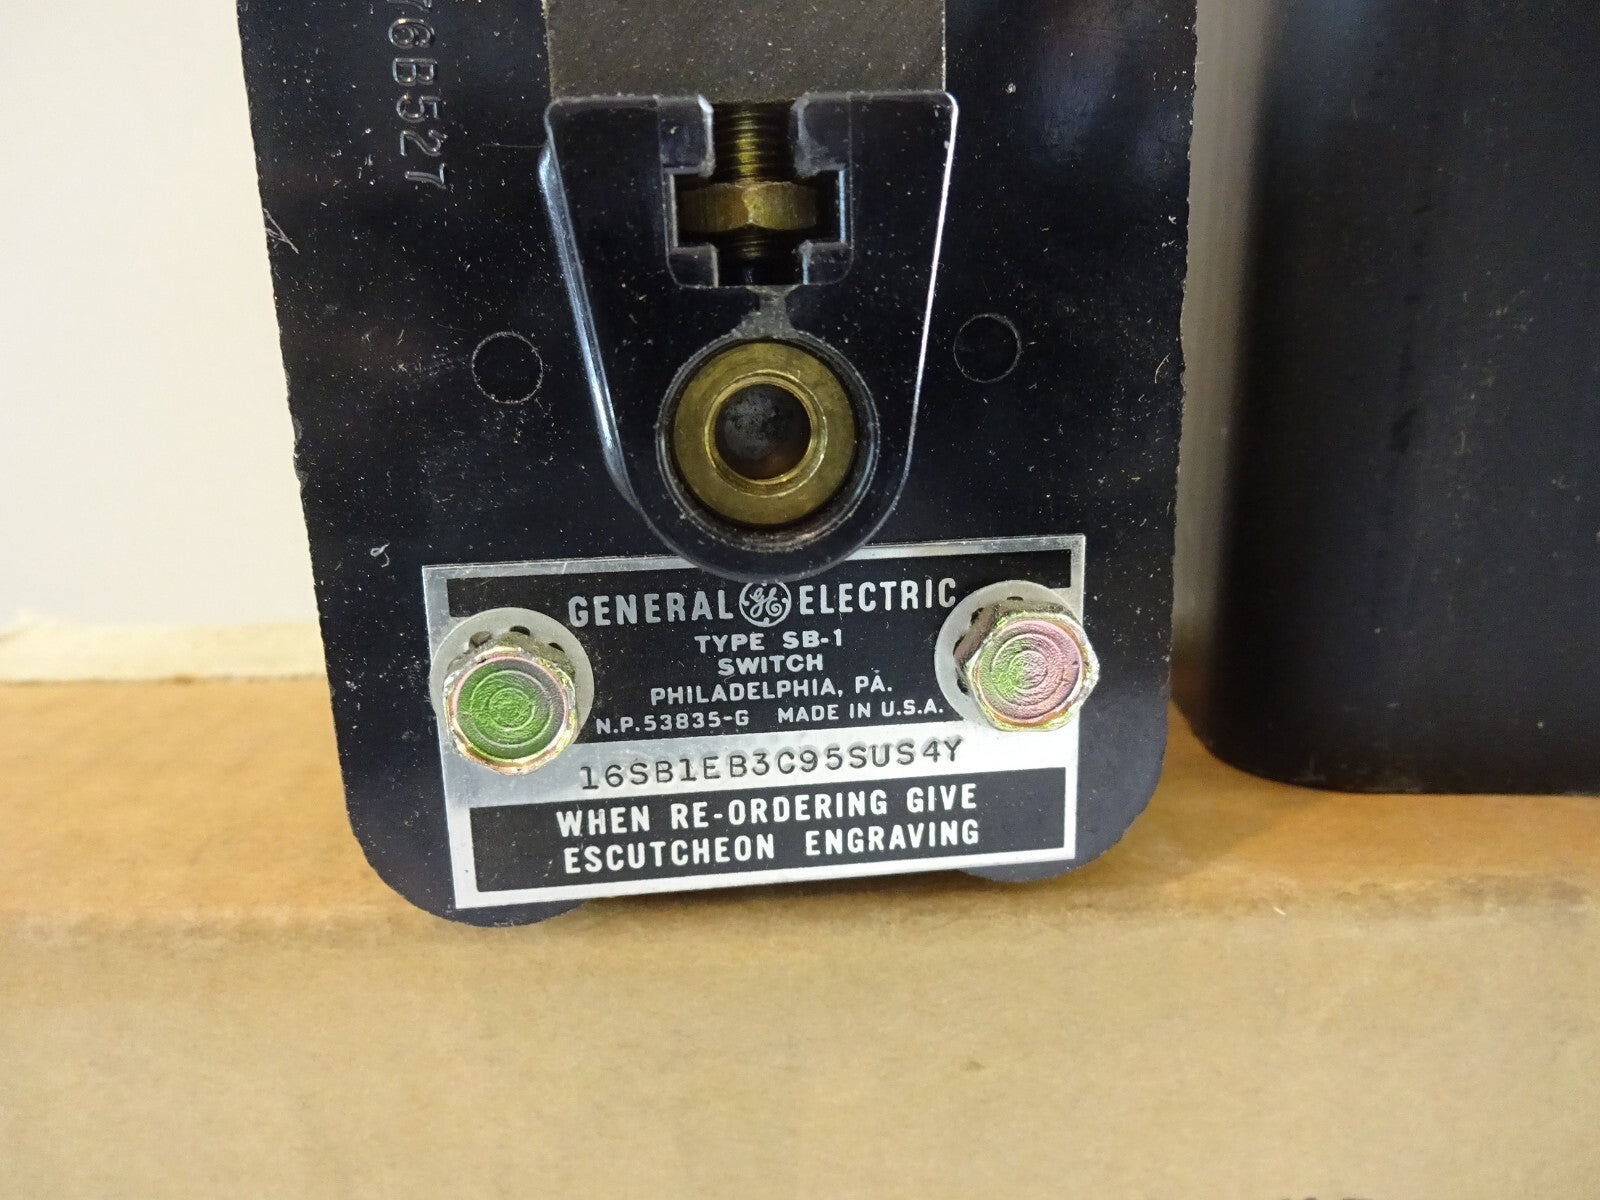 76B527
GENERAL GE ELECTRIC
TYPE SB-1
SWITCH
PHILADELPHIA, PA.
N.P.53835-G MADE IN U.S.A.
16SB1EB3C95SUS4Y
WHEN RE-ORDERING GIVE
ESCUTCHEON ENGRAVING